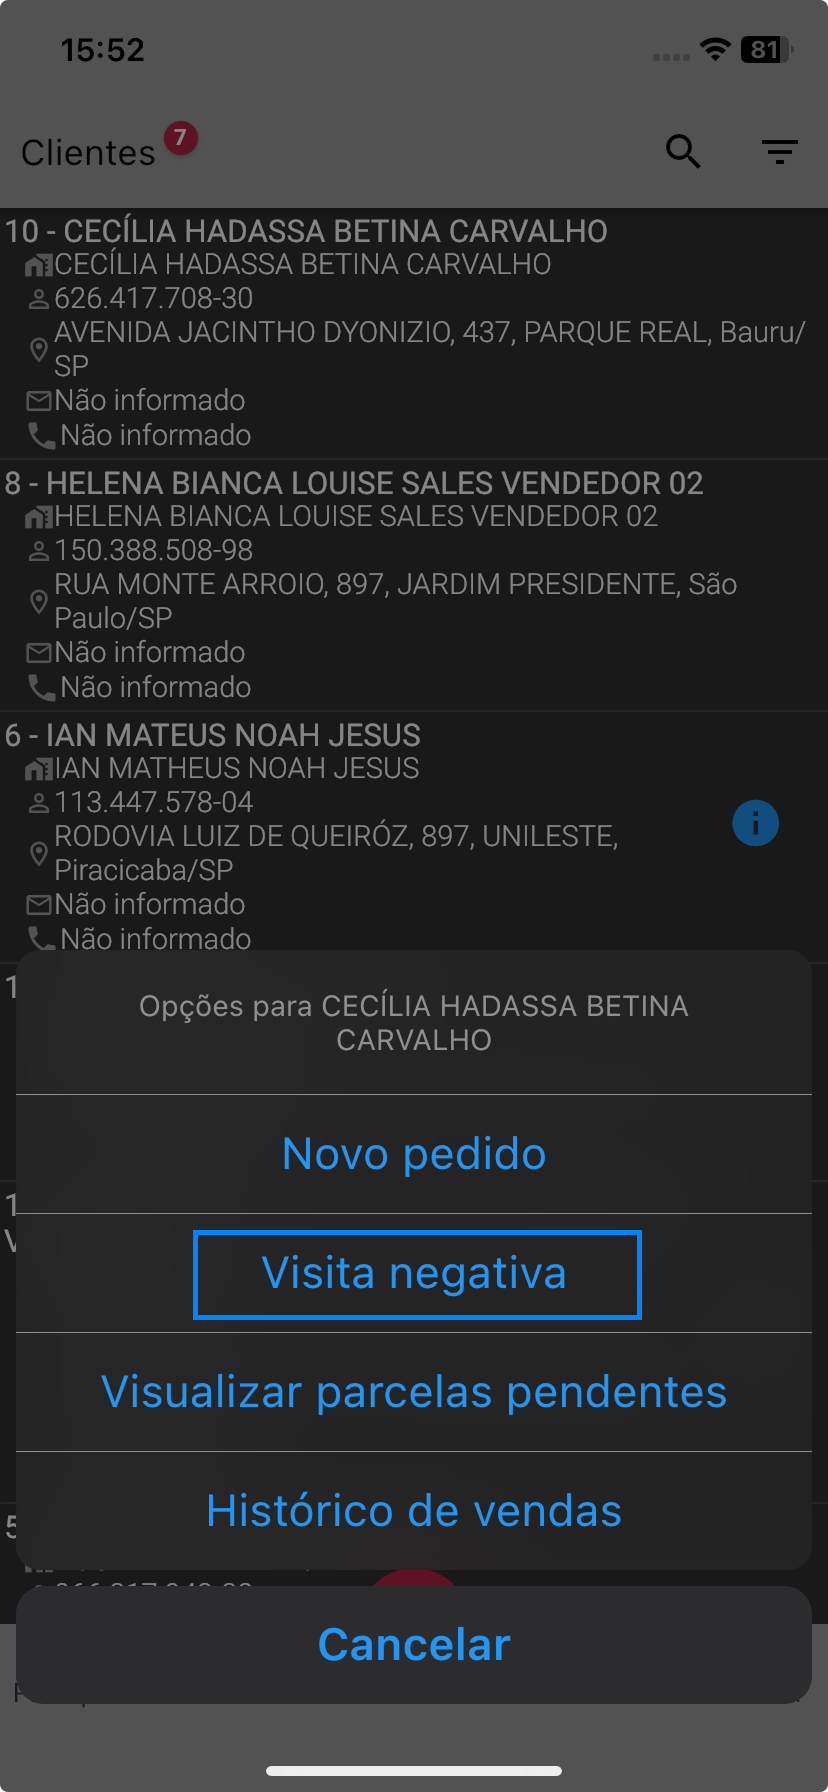 15:52
81
Clientes
7
10 - CECÍLIA HADASSA BETINA CARVALHO
CECÍLIA HADASSA BETINA CARVALHO
626.417.708-30
AVENIDA JACINTHO DYONIZIO, 437, PARQUE REAL, Bauru/
SP
Não informado
Não informado
8 - HELENA BIANCA LOUISE SALES VENDEDOR 02
HELENA BIANCA LOUISE SALES VENDEDOR 02
150.388.508-98
RUA MONTE ARROIO, 897, JARDIM PRESIDENTE, São
Paulo/SP
Não informado
Não informado
6 - IAN MATEUS NOAH JESUS
IAN MATHEUS NOAH JESUS
113.447.578-04
RODOVIA LUIZ DE QUEIRÓZ, 897, UNILESTE,
Piracicaba/SP
Não informado
Não informado
Opções para CECÍLIA HADASSA BETINA
CARVALHO
Novo pedido
Visita negativa
Visualizar parcelas pendentes
Histórico de vendas
Cancelar